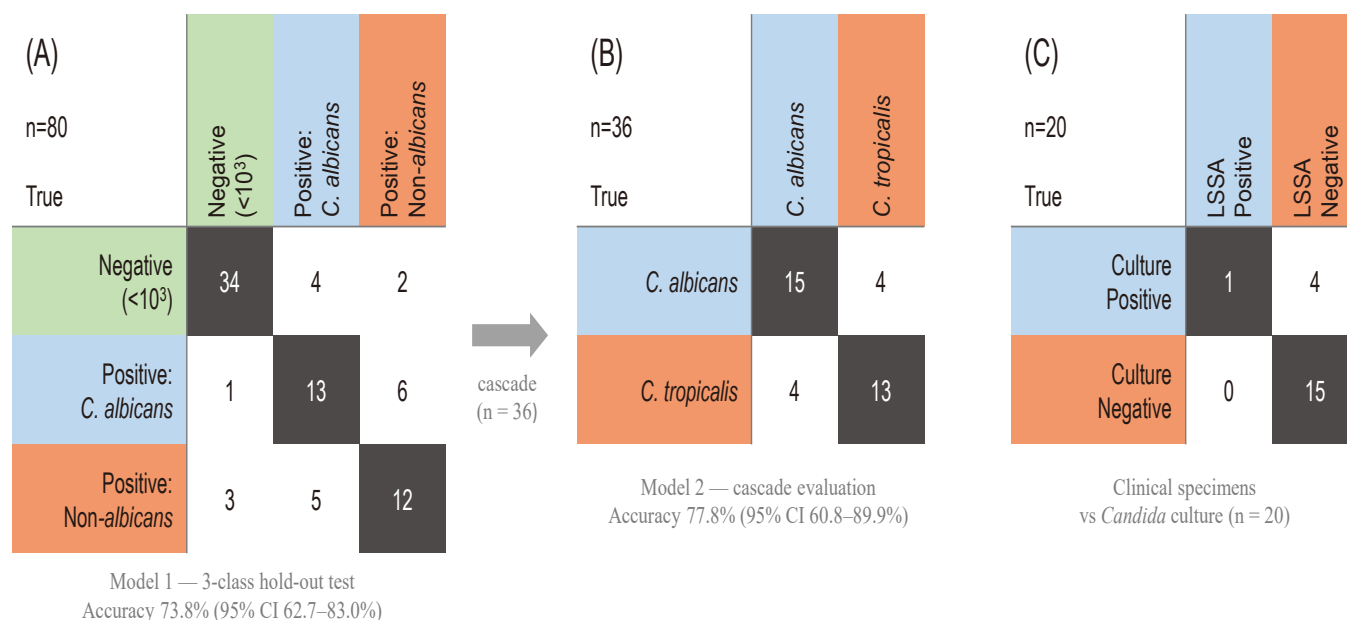 (A)
n=80
True
Negative
(<10³)
Positive:
C. albicans
Positive:
Non-albicans
Negative
(<10³)
34
4
2
Positive:
C. albicans
1
13
6
Positive:
Non-albicans
3
5
12
Model 1 — 3-class hold-out test
Accuracy 73.8% (95% CI 62.7–83.0%)
cascade
(n = 36)
(B)
n=36
True
C. albicans
C. tropicalis
C. albicans
15
4
C. tropicalis
4
13
Model 2 — cascade evaluation
Accuracy 77.8% (95% CI 60.8–89.9%)
(C)
n=20
True
LSSA
Positive
LSSA
Negative
Culture
Positive
1
4
Culture
Negative
0
15
Clinical specimens
vs Candida culture (n = 20)